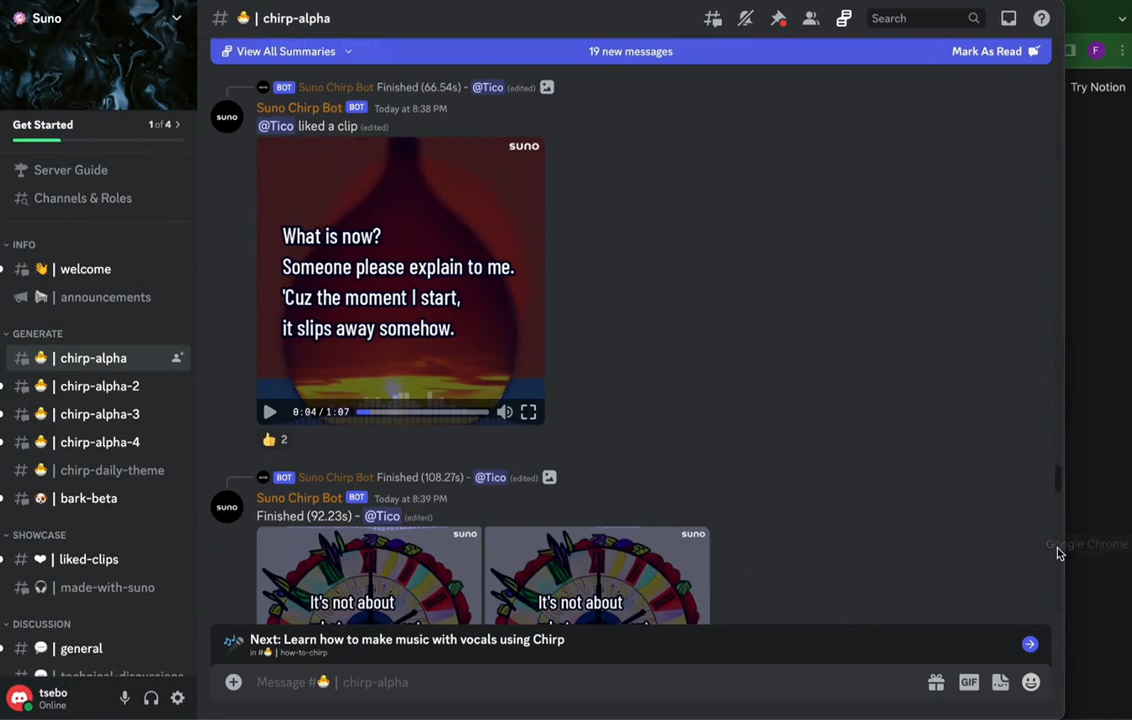 Suno
🐣 | chirp-alpha
Search
Try Notion
F
View All Summaries
19 new messages
Mark As Read
Get Started
1 of 4 >
Server Guide
Channels & Roles
INFO
👋 | welcome
announcements
GENERATE
🐣 | chirp-alpha
🐣 | chirp-alpha-2
🐣 | chirp-alpha-3
🐣 | chirp-alpha-4
🐣 | chirp-daily-theme
🐶 | bark-beta
SHOWCASE
❤ | liked-clips
🎧 | made-with-suno
DISCUSSION
💬 | general
tsebo
Online
BOT Suno Chirp Bot Finished (66.54s) - @Tico (edited)
suno
Suno Chirp Bot BOT Today at 8:38 PM
@Tico liked a clip (edited)
suno
What is now?
Someone please explain to me.
'Cuz the moment I start,
it slips away somehow.
0:04 / 1:07
👍 2
BOT Suno Chirp Bot Finished (108.27s) - @Tico (edited)
suno
Suno Chirp Bot BOT Today at 8:39 PM
Finished (92.23s) - @Tico (edited)
suno
It's not about
suno
It's not about
Next: Learn how to make music with vocals using Chirp
in #🐣 | how-to-chirp
Message #🐣 | chirp-alpha
GIF
Google Chrome